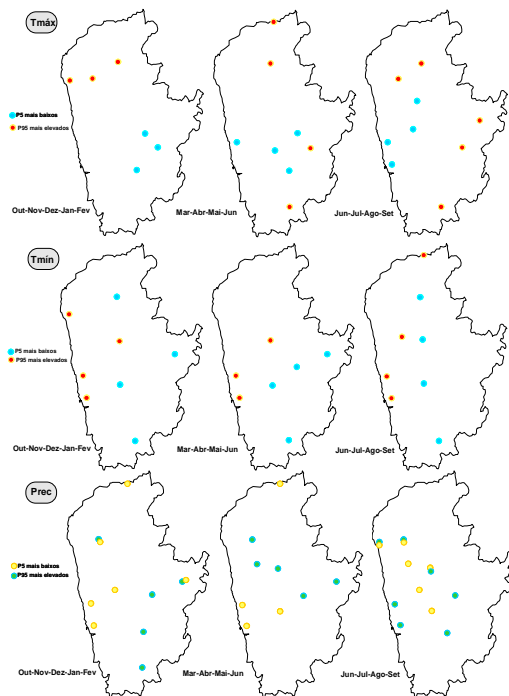 Tmáx
P5 mais baixos
P95 mais elevados
Out-Nov-Dez-Jan-Fev
Mar-Abr-Mai-Jun
Jun-Jul-Ago-Set
Tmín
P5 mais baixos
P95 mais elevados
Out-Nov-Dez-Jan-Fev
Mar-Abr-Mai-Jun
Jun-Jul-Ago-Set
Prec
P5 mais baixos
P95 mais elevados
Out-Nov-Dez-Jan-Fev
Mar-Abr-Mai-Jun
Jun-Jul-Ago-Set